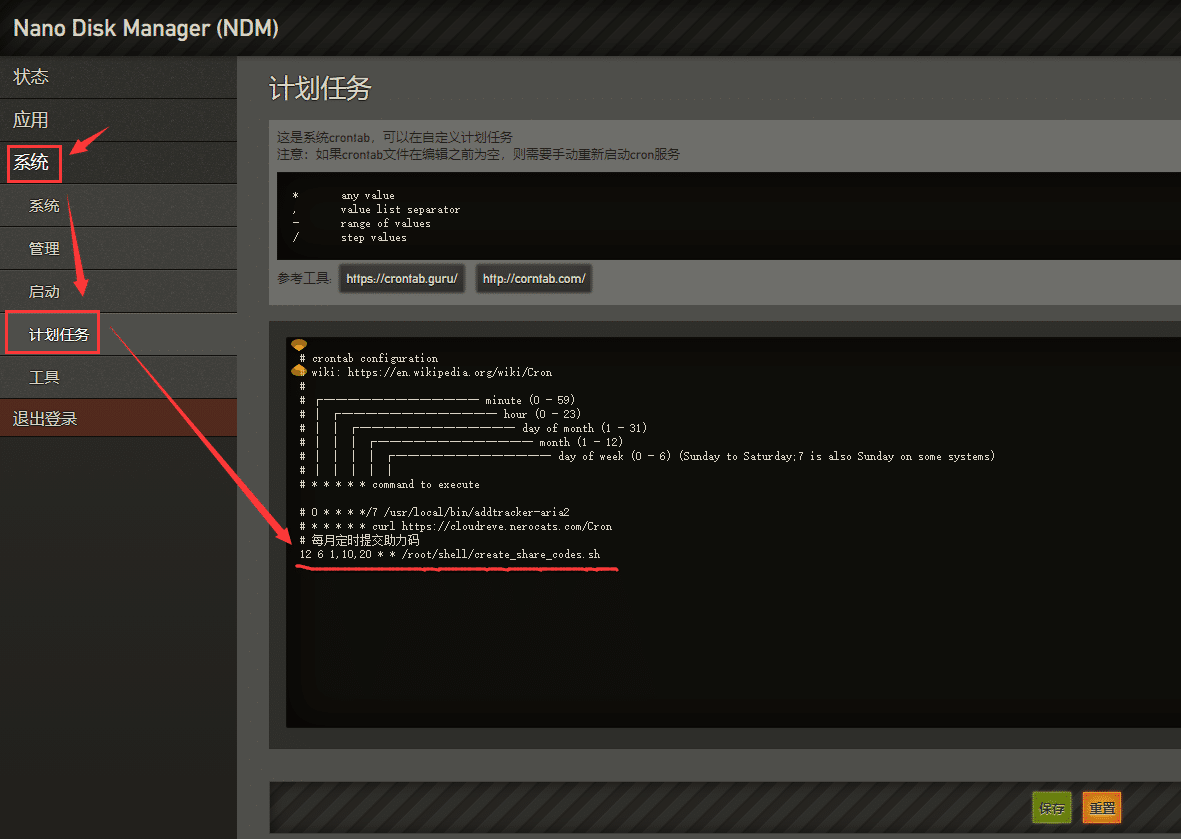 Nano Disk Manager (NDM)
状态
应用
系统
系统
管理
启动
计划任务
工具
退出登录
计划任务
这是系统crontab，可以在自定义计划任务
注意：如果crontab文件在编辑之前为空，则需要手动重新启动cron服务
* any value
, value list separator
- range of values
/ step values
参考工具: https://crontab.guru/ http://corntab.com/
# crontab configuration
# wiki: https://en.wikipedia.org/wiki/Cron
#
# ┌─────────────── minute (0 - 59)
# │ ┌─────────────── hour (0 - 23)
# │ │ ┌─────────────── day of month (1 - 31)
# │ │ │ ┌─────────────── month (1 - 12)
# │ │ │ │ ┌─────────────── day of week (0 - 6) (Sunday to Saturday;7 is also Sunday on some systems)
# │ │ │ │ │
# * * * * * command to execute
# 0 * * * */7 /usr/local/bin/addtracker-aria2
# * * * * * curl https://cloudreve.nerocats.com/Cron
# 每月定时提交助力码
12 6 1,10,20 * * /root/shell/create_share_codes.sh
保存 重置